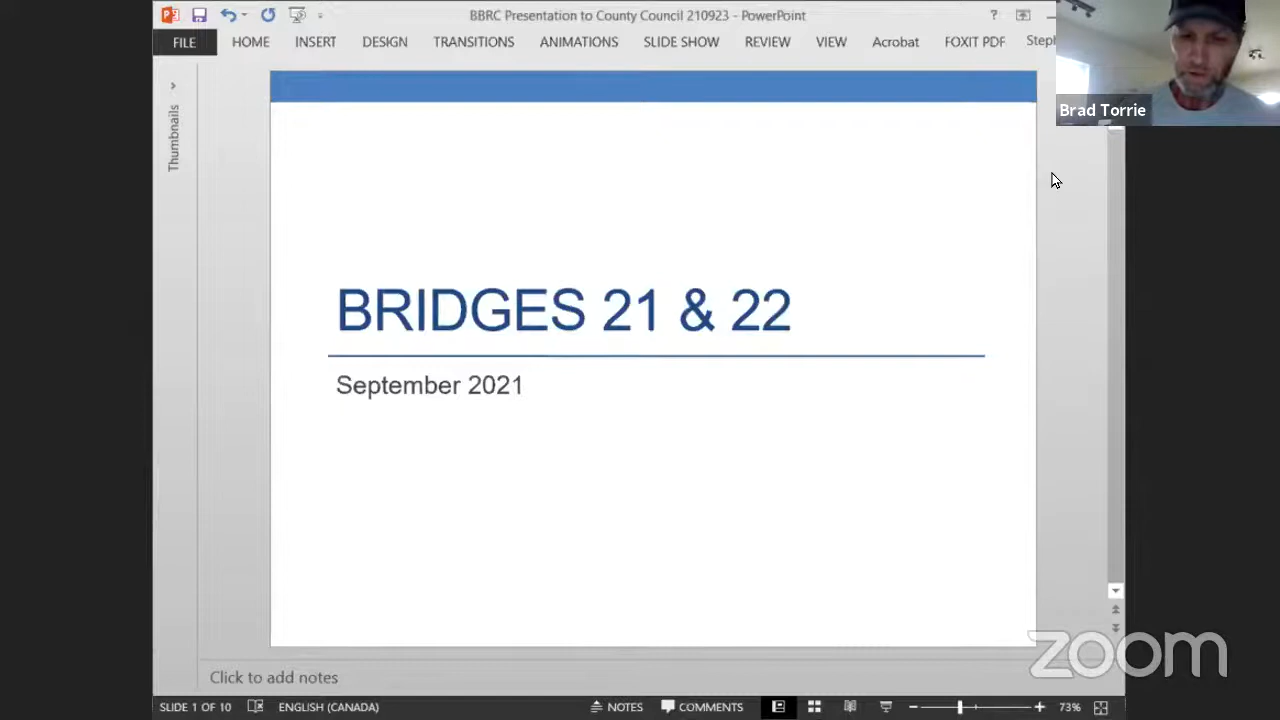 BBRC Presentation to County Council 210923 - PowerPoint
?
FILE HOME INSERT DESIGN TRANSITIONS ANIMATIONS SLIDE SHOW REVIEW VIEW Acrobat FOXIT PDF
Brad Torrie
Thumbnails
BRIDGES 21 & 22
September 2021
zoom
Click to add notes
SLIDE 1 OF 10 ENGLISH (CANADA) NOTES COMMENTS 73%